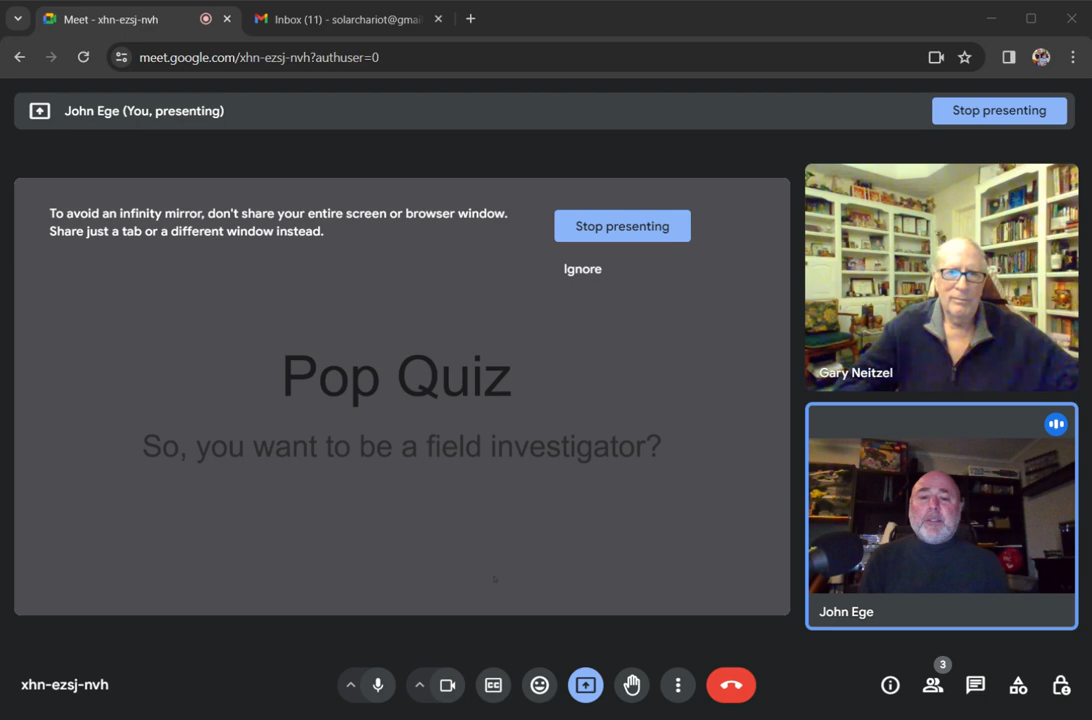 Meet - xhn-ezsj-nvh
Inbox (11) - solarchariot@gmai
meet.google.com/xhn-ezsj-nvh?authuser=0
John Ege (You, presenting)
Stop presenting
To avoid an infinity mirror, don't share your entire screen or browser window.
Share just a tab or a different window instead.
Stop presenting
Ignore
Pop Quiz
So, you want to be a field investigator?
Gary Neitzel
John Ege
xhn-ezsj-nvh
CC
3